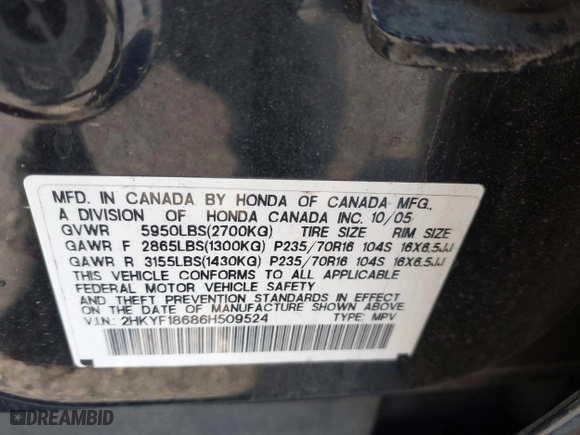 MFD. IN CANADA BY HONDA OF CANADA MFG.,
A DIVISION OF HONDA CANADA INC. 10/05
GVWR 5950LBS(2700KG) TIRE SIZE RIM SIZE
GAWR F 2865LBS(1300KG) P235/70R16 104S 16X6.5JJ
GAWR R 3155LBS(1430KG) P235/70R16 104S 16X6.5JJ
THIS VEHICLE CONFORMS TO ALL APPLICABLE
FEDERAL MOTOR VEHICLE SAFETY
AND THEFT PREVENTION STANDARDS IN EFFECT
ON THE DATE OF MANUFACTURE SHOWN ABOVE.
V.I.N.: 2HKYF18686H509524 TYPE: MPV
DREAMBID